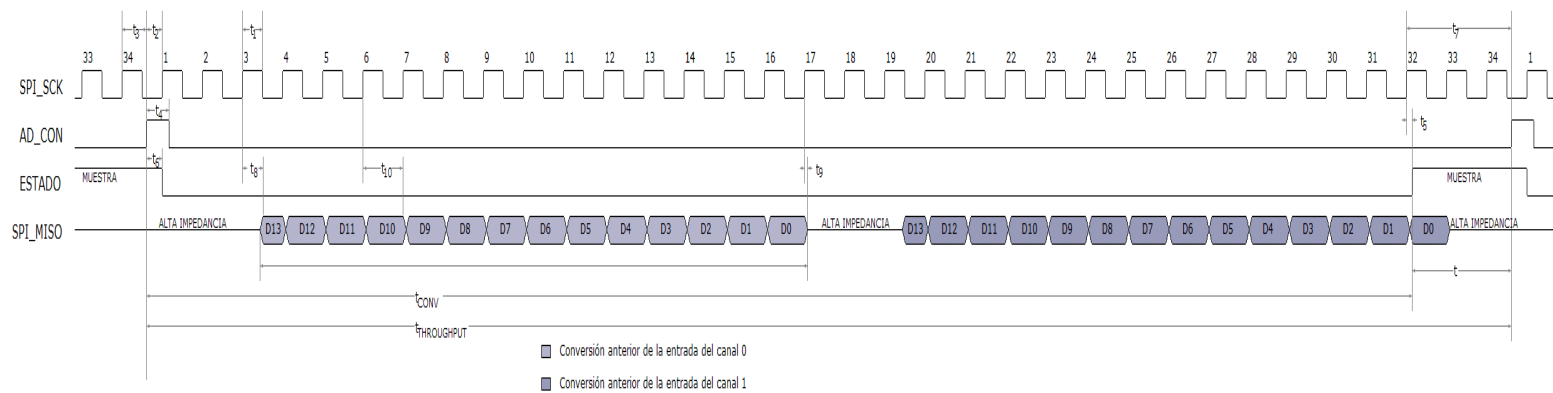 t3 t2 t1 t7
33 34 1 2 3 4 5 6 7 8 9 10 11 12 13 14 15 16 17 18 19 20 21 22 23 24 25 26 27 28 29 30 31 32 33 34 1
SPI_SCK
t4
AD_CON
t5
t6
t8 t10 t9
ESTADO
MUESTRA MUESTRA
SPI_MISO
ALTA IMPEDANCIA D13 D12 D11 D10 D9 D8 D7 D6 D5 D4 D3 D2 D1 D0 ALTA IMPEDANCIA D13 D12 D11 D10 D9 D8 D7 D6 D5 D4 D3 D2 D1 D0 ALTA IMPEDANCIA
t
tCONV
tTHROUGHPUT
Conversión anterior de la entrada del canal 0
Conversión anterior de la entrada del canal 1